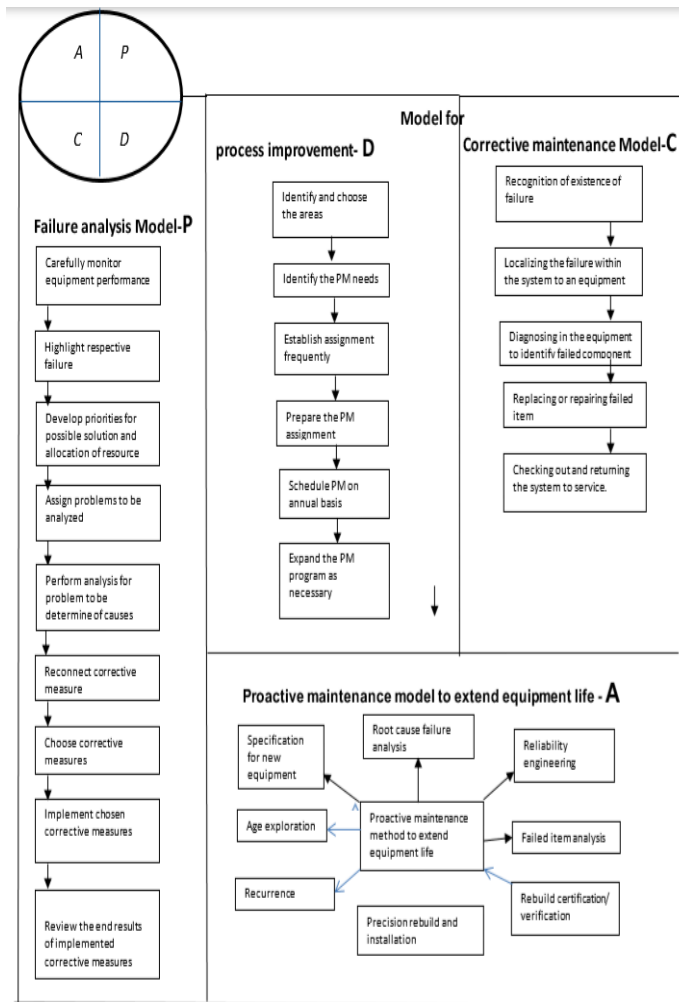 A P
C D
Failure analysis Model-P
Carefully monitor
equipment performance
Highlight respective
failure
Develop priorities for
possible solution and
allocation of resource
Assign problems to be
analyzed
Perform analysis for
problem to be
determine of causes
Reconnect corrective
measure
Choose corrective
measures
Implement chosen
corrective measures
Review the end results
of implemented
corrective measures
Model for
process improvement- D
Identify and choose
the areas
Identify the PM needs
Establish assignment
frequently
Prepare the PM
assignment
Schedule PM on
annual basis
Expand the PM
program as
necessary
Corrective maintenance Model-C
Recognition of existence of
failure
Localizing the failure within
the system to an equipment
Diagnosing in the equipment
to identify failed component
Replacing or repairing failed
item
Checking out and returning
the system to service.
Proactive maintenance model to extend equipment life - A
Specification
for new
equipment
Root cause failure
analysis
Reliability
engineering
Age exploration
Proactive maintenance
method to extend
equipment life
Failed item analysis
Recurrence
Precision rebuild and
installation
Rebuild certification/
verification